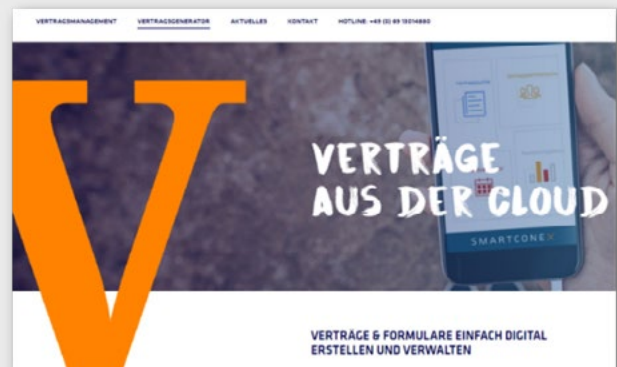 VERTRAGSMANAGEMENT VERTRAGSGENERATOR AKTUELLES KONTAKT HOTLINE: +49 (0) 89 13014880
V
VERTRÄGE
AUS DER CLOUD
SMARTCONEX
VERTRÄGE & FORMULARE EINFACH DIGITAL
ERSTELLEN UND VERWALTEN